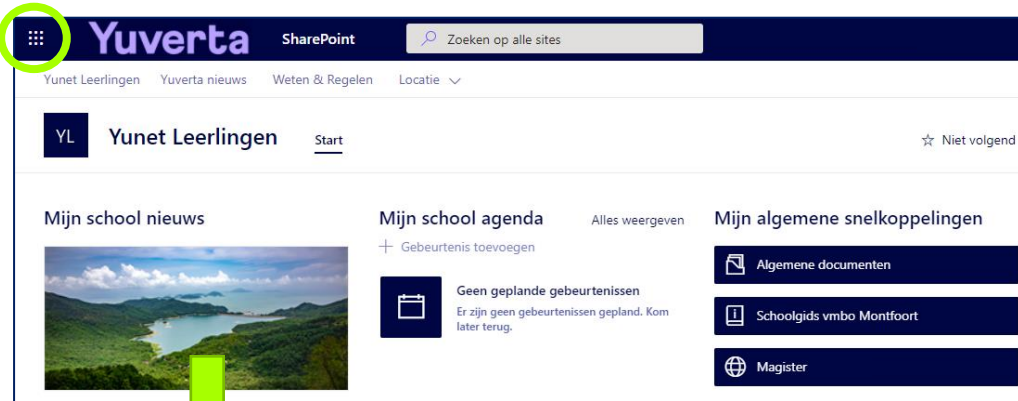 Yuverta SharePoint Zoeken op alle sites
Yunet Leerlingen Yuverta nieuws Weten & Regelen Locatie
YL Yunet Leerlingen Start Niet volgend
Mijn school nieuws
Mijn school agenda Alles weergeven
Gebeurtenis toevoegen
Geen geplande gebeurtenissen
Er zijn geen gebeurtenissen gepland. Kom
later terug.
Mijn algemene snelkoppelingen
Algemene documenten
Schoolgids vmbo Montfoort
Magister